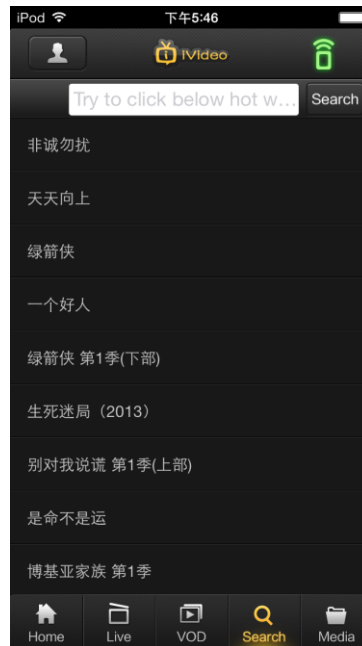 iPod 下午5:46
iVideo
Try to click below hot w... Search
非诚勿扰
天天向上
绿箭侠
一个好人
绿箭侠 第1季(下部)
生死迷局（2013）
别对我说谎 第1季(上部)
是命不是运
博基亚家族 第1季
Home Live VOD Search Media